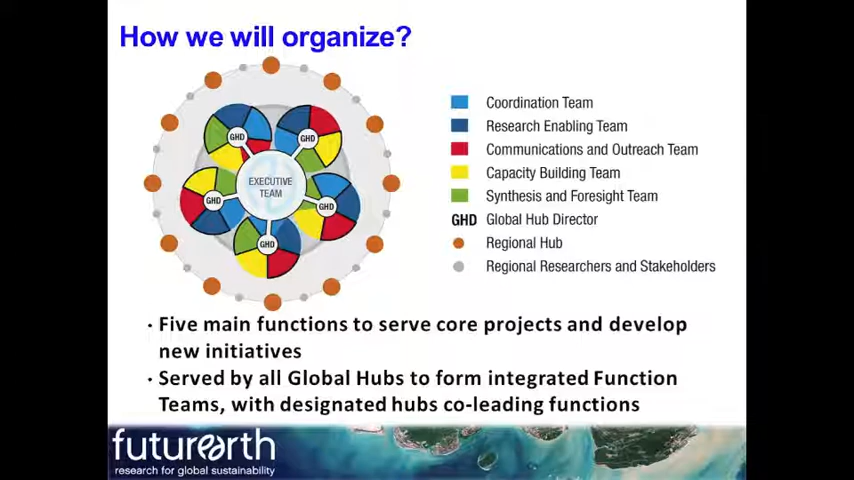 How we will organize?
GHD
GHD
EXECUTIVE
TEAM
GHD
GHD
GHD
Coordination Team
Research Enabling Team
Communications and Outreach Team
Capacity Building Team
Synthesis and Foresight Team
GHD Global Hub Director
Regional Hub
Regional Researchers and Stakeholders
· Five main functions to serve core projects and develop
new initiatives
· Served by all Global Hubs to form integrated Function
Teams, with designated hubs co-leading functions
futurearth
research for global sustainability